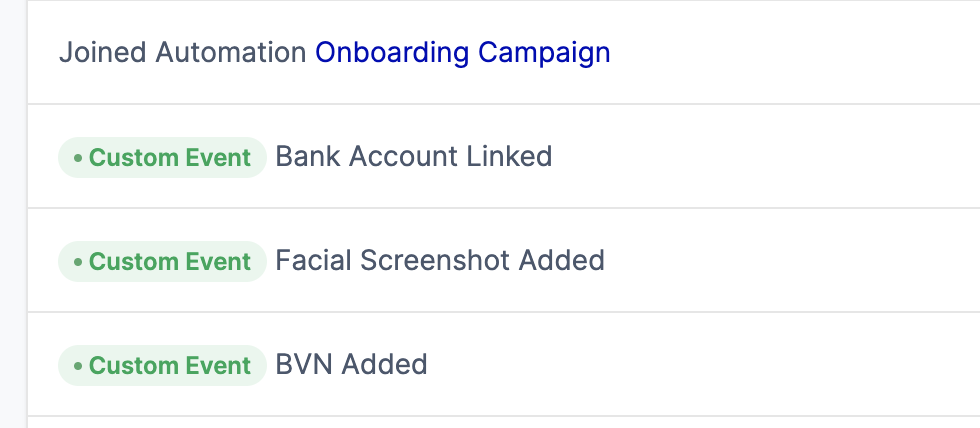 Joined Automation Onboarding Campaign
• Custom Event Bank Account Linked
• Custom Event Facial Screenshot Added
• Custom Event BVN Added